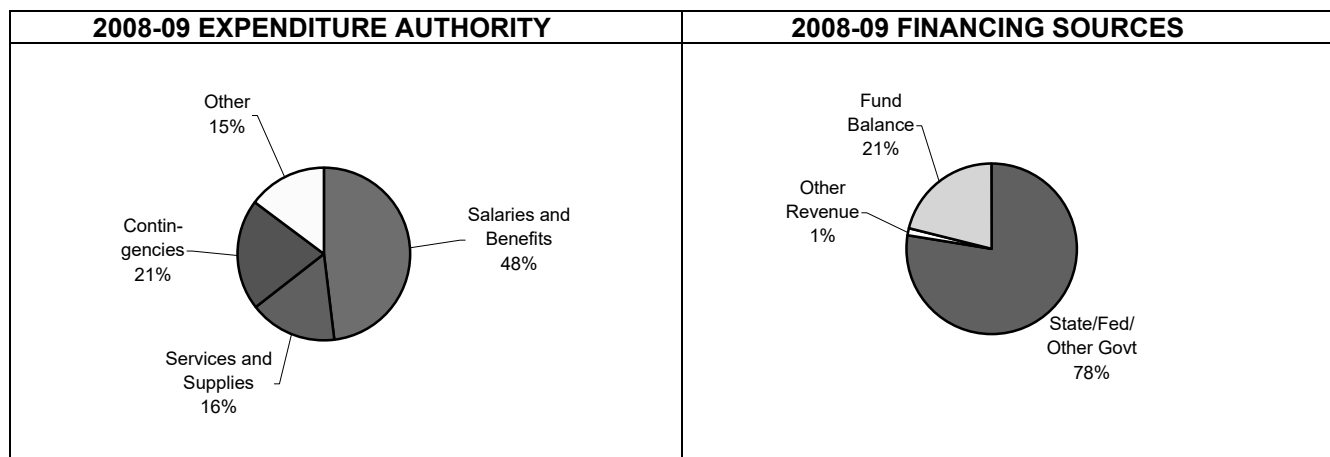 2008-09 EXPENDITURE AUTHORITY
Other
15%
Contin-
gencies
21%
Salaries and
Benefits
48%
Services and
Supplies
16%
2008-09 FINANCING SOURCES
Fund
Balance
21%
Other
Revenue
1%
State/Fed/
Other Govt
78%